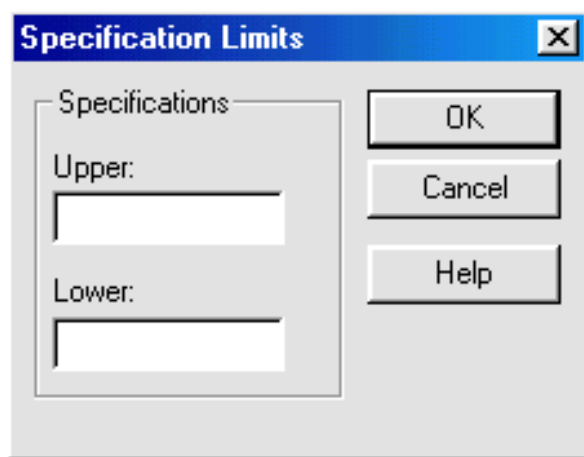 Specification Limits
Specifications
Upper:
Lower:
OK
Cancel
Help